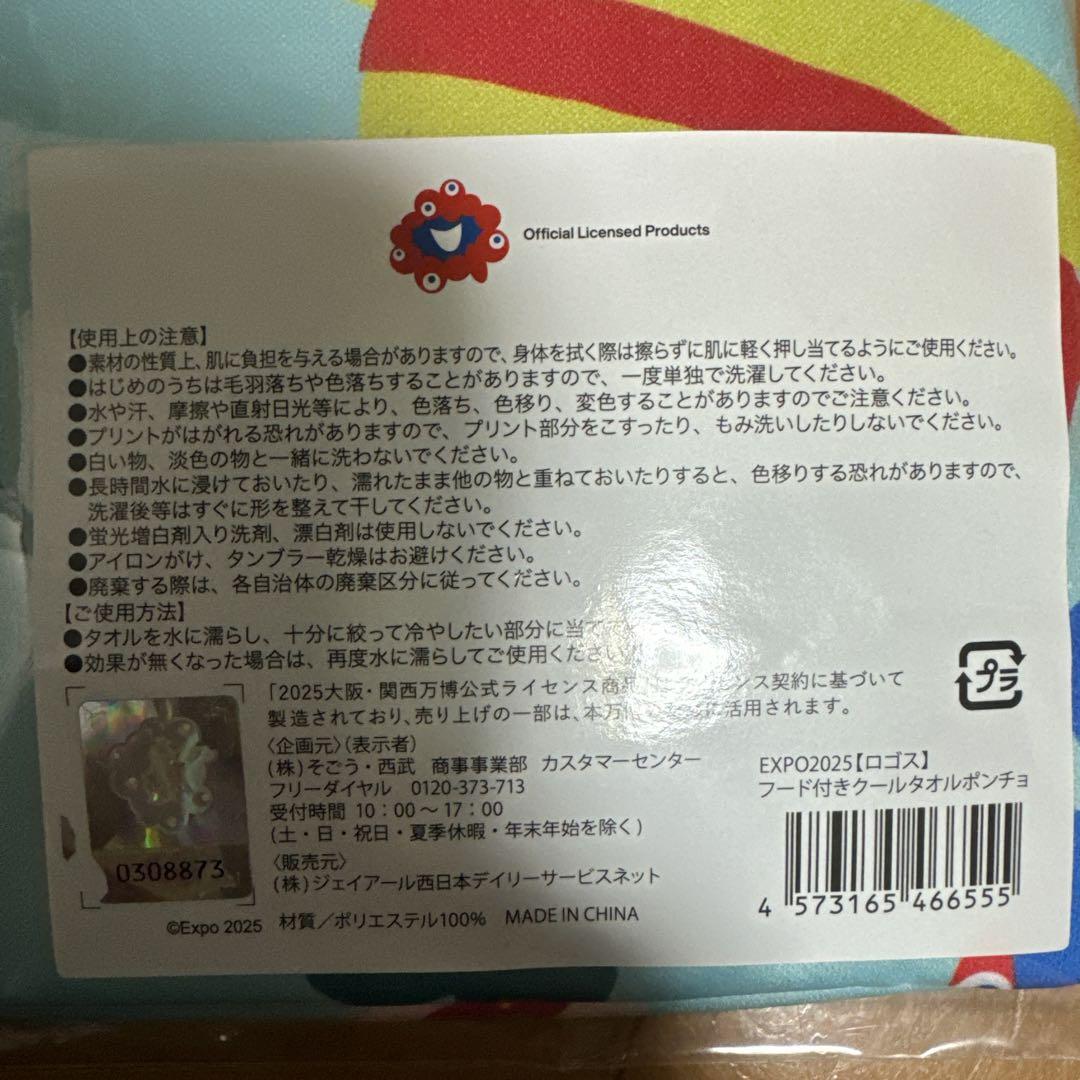 Official Licensed Products
【使用上の注意】
●素材の性質上、肌に負担を与える場合がありますので、身体を拭く際は擦らずに肌に軽く押し当てるようにご使用ください。
●はじめのうちは毛羽落ちや色落ちすることがありますので、一度単独で洗濯してください。
●水や汗、摩擦や直射日光等により、色落ち、色移り、変色することがありますのでご注意ください。
●プリントがはがれる恐れがありますので、プリント部分をこすったり、もみ洗いしたりしないでください。
●白い物、淡色の物と一緒に洗わないでください。
●長時間水に浸けておいたり、濡れたまま他の物と重ねておいたりすると、色移りする恐れがありますので、
洗濯後等はすぐに形を整えて干してください。
●蛍光増白剤入り洗剤、漂白剤は使用しないでください。
●アイロンがけ、タンブラー乾燥はお避けください。
●廃棄する際は、各自治体の廃棄区分に従ってください。
【ご使用方法】
●タオルを水に濡らし、十分に絞って冷やしたい部分に当て
●効果が無くなった場合は、再度水に濡らしてご使用ください
「2025大阪・関西万博公式ライセンス商品 ンス契約に基づいて
製造されており、売り上げの一部は、本万 に活用されます。
プラ
〈企画元〉(表示者)
(株)そごう・西武 商事事業部 カスタマーセンター
フリーダイヤル 0120-373-713
受付時間 10:00〜17:00
(土・日・祝日・夏季休暇・年末年始を除く)
〈販売元〉
(株)ジェイアール西日本デイリーサービスネット
EXPO2025【ロゴス】
フード付きクールタオルポンチョ
4 573165 466555
0308873
©Expo 2025 材質／ポリエステル100% MADE IN CHINA